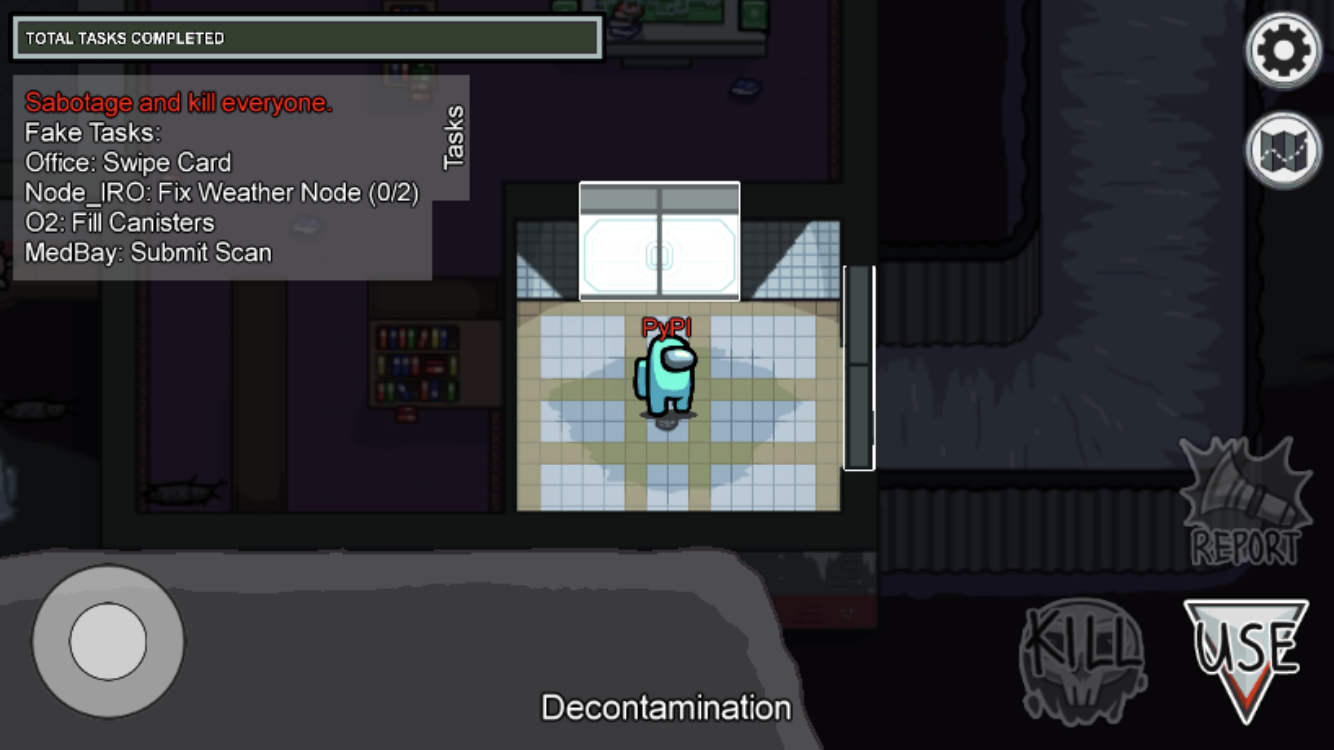 TOTAL TASKS COMPLETED
Sabotage and kill everyone.
Fake Tasks:
Office: Swipe Card
Node_IRO: Fix Weather Node (0/2)
O2: Fill Canisters
MedBay: Submit Scan
Tasks
PyPI
REPORT
KILL
USE
Decontamination